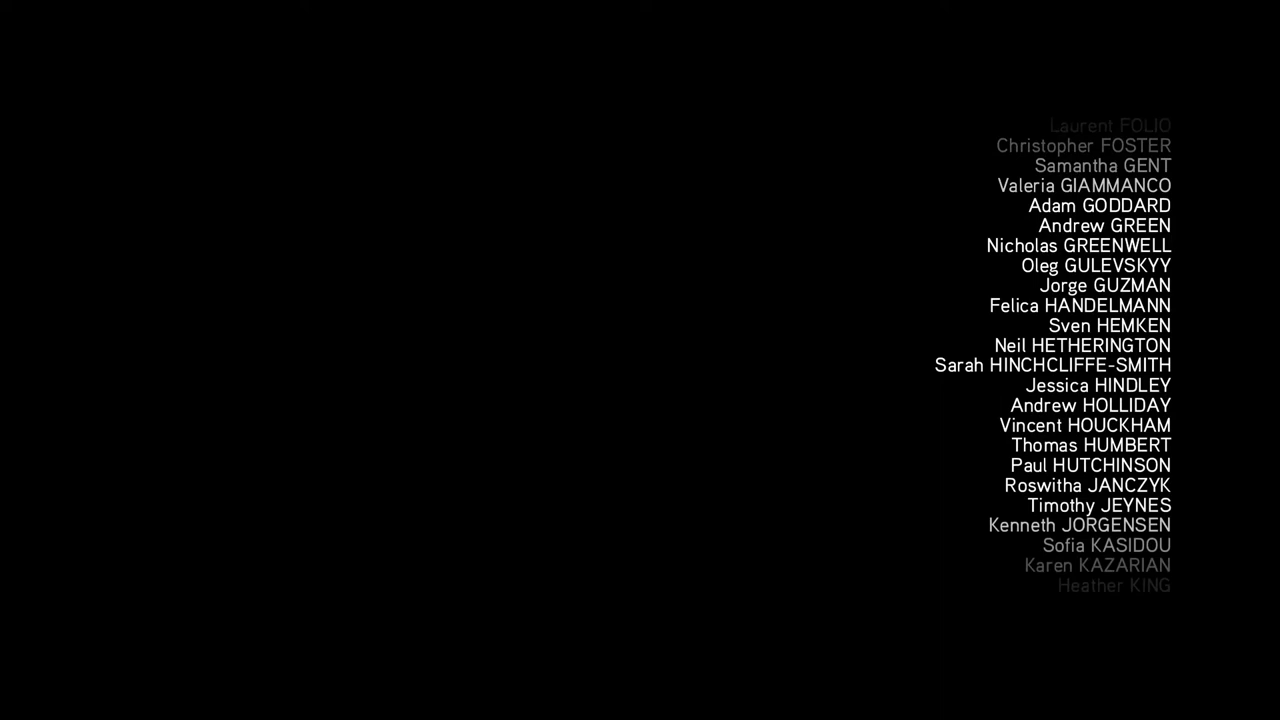 Laurent FOLIO
Christopher FOSTER
Samantha GENT
Valeria GIAMMANCO
Adam GODDARD
Andrew GREEN
Nicholas GREENWELL
Oleg GULEVSKYY
Jorge GUZMAN
Felica HANDELMANN
Sven HEMKEN
Neil HETHERINGTON
Sarah HINCHCLIFFE-SMITH
Jessica HINDLEY
Andrew HOLLIDAY
Vincent HOUCKHAM
Thomas HUMBERT
Paul HUTCHINSON
Roswitha JANCZYK
Timothy JEYNES
Kenneth JORGENSEN
Sofia KASIDOU
Karen KAZARIAN
Heather KING